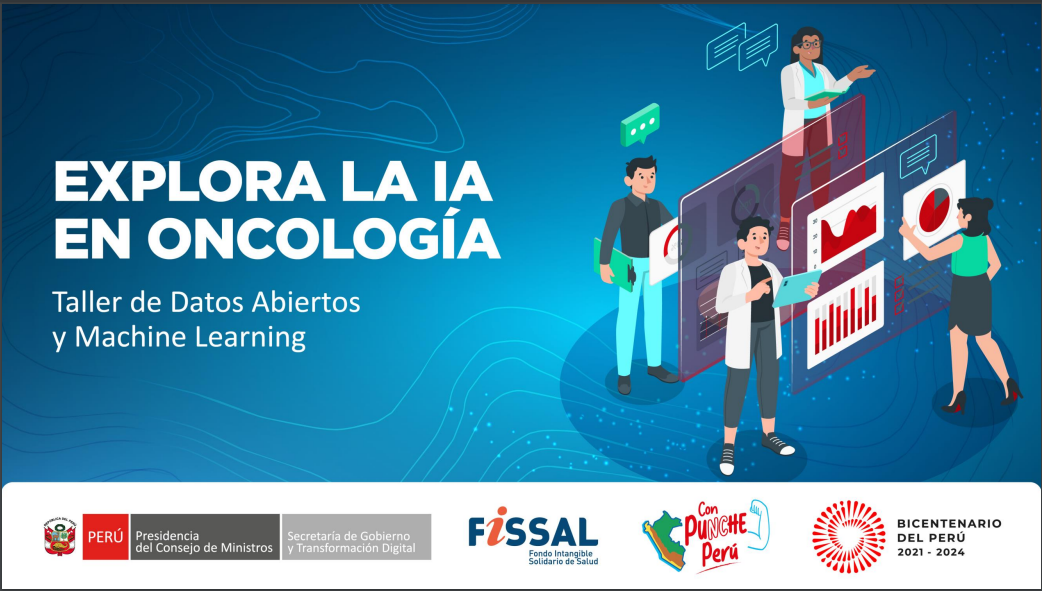 EXPLORA LA IA
EN ONCOLOGÍA
Taller de Datos Abiertos
y Machine Learning
PERÚ
Presidencia
del Consejo de Ministros
Secretaría de Gobierno
y Transformación Digital
FiSSAL
Fondo Intangible
Solidario de Salud
Con
PUNCHE
Perú
BICENTENARIO
DEL PERÚ
2021 - 2024